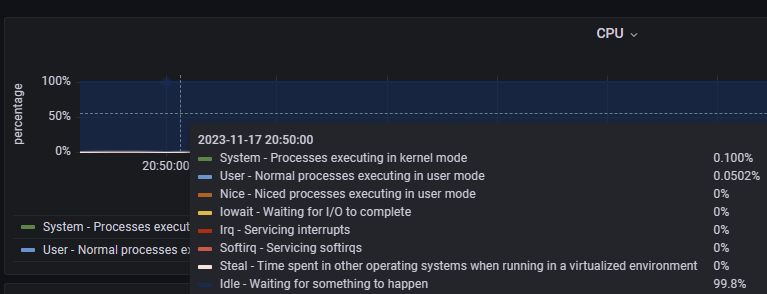 CPU
percentage
100%
50%
0%
20:50:00
2023-11-17 20:50:00
System - Processes executing in kernel mode 0.100%
User - Normal processes executing in user mode 0.0502%
Nice - Niced processes executing in user mode 0%
Iowait - Waiting for I/O to complete 0%
Irq - Servicing interrupts 0%
Softirq - Servicing softirqs 0%
Steal - Time spent in other operating systems when running in a virtualized environment 0%
Idle - Waiting for something to happen 99.8%
System - Processes execut
User - Normal processes ex